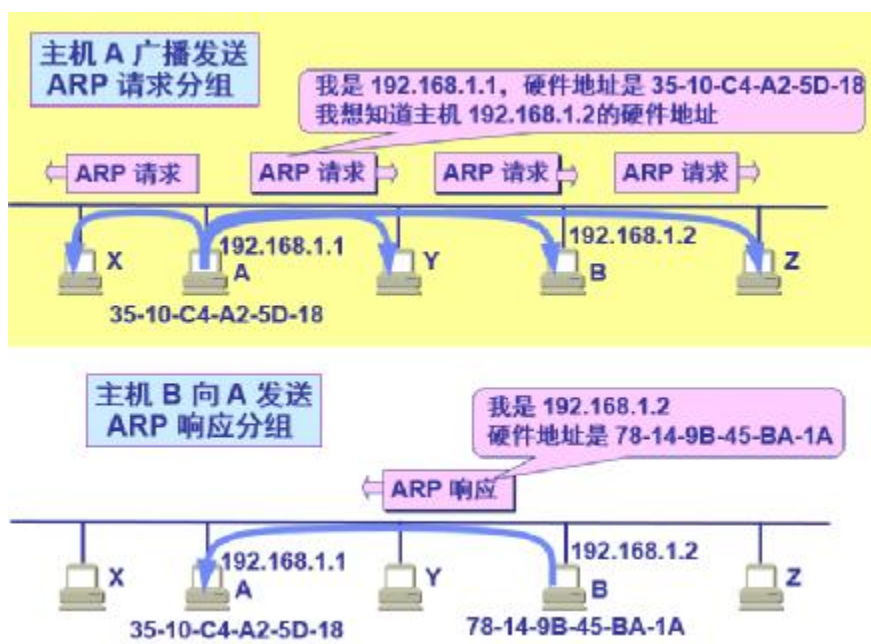 主机 A 广播发送
ARP 请求分组
我是 192.168.1.1，硬件地址是 35-10-C4-A2-5D-18
我想知道主机 192.168.1.2的硬件地址
ARP 请求
ARP 请求
ARP 请求
ARP 请求
192.168.1.1
192.168.1.2
X
A
Y
B
Z
35-10-C4-A2-5D-18
主机 B 向 A 发送
ARP 响应分组
我是 192.168.1.2
硬件地址是 78-14-9B-45-BA-1A
ARP 响应
192.168.1.1
192.168.1.2
X
A
Y
B
Z
35-10-C4-A2-5D-18
78-14-9B-45-BA-1A